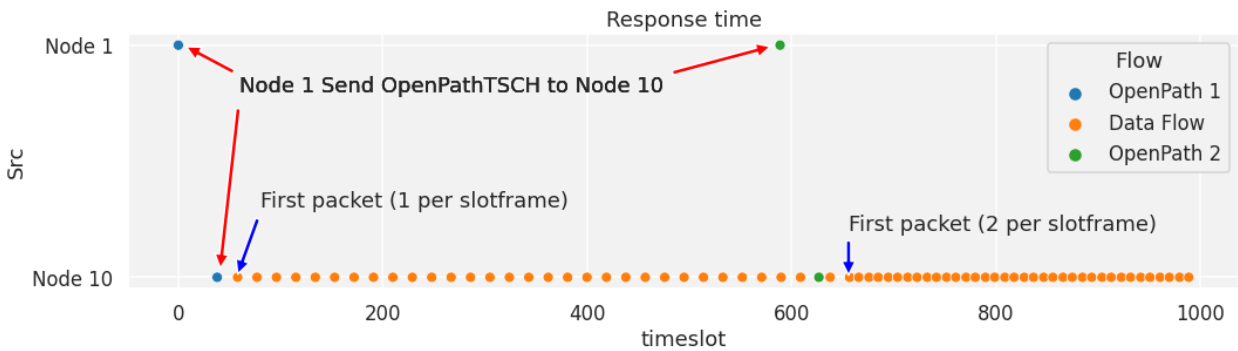 Response time
Node 1
Node 1 Send OpenPathTSCH to Node 10
Flow
OpenPath 1
Data Flow
OpenPath 2
Src
First packet (1 per slotframe)
First packet (2 per slotframe)
Node 10
0 200 400 600 800 1000
timeslot